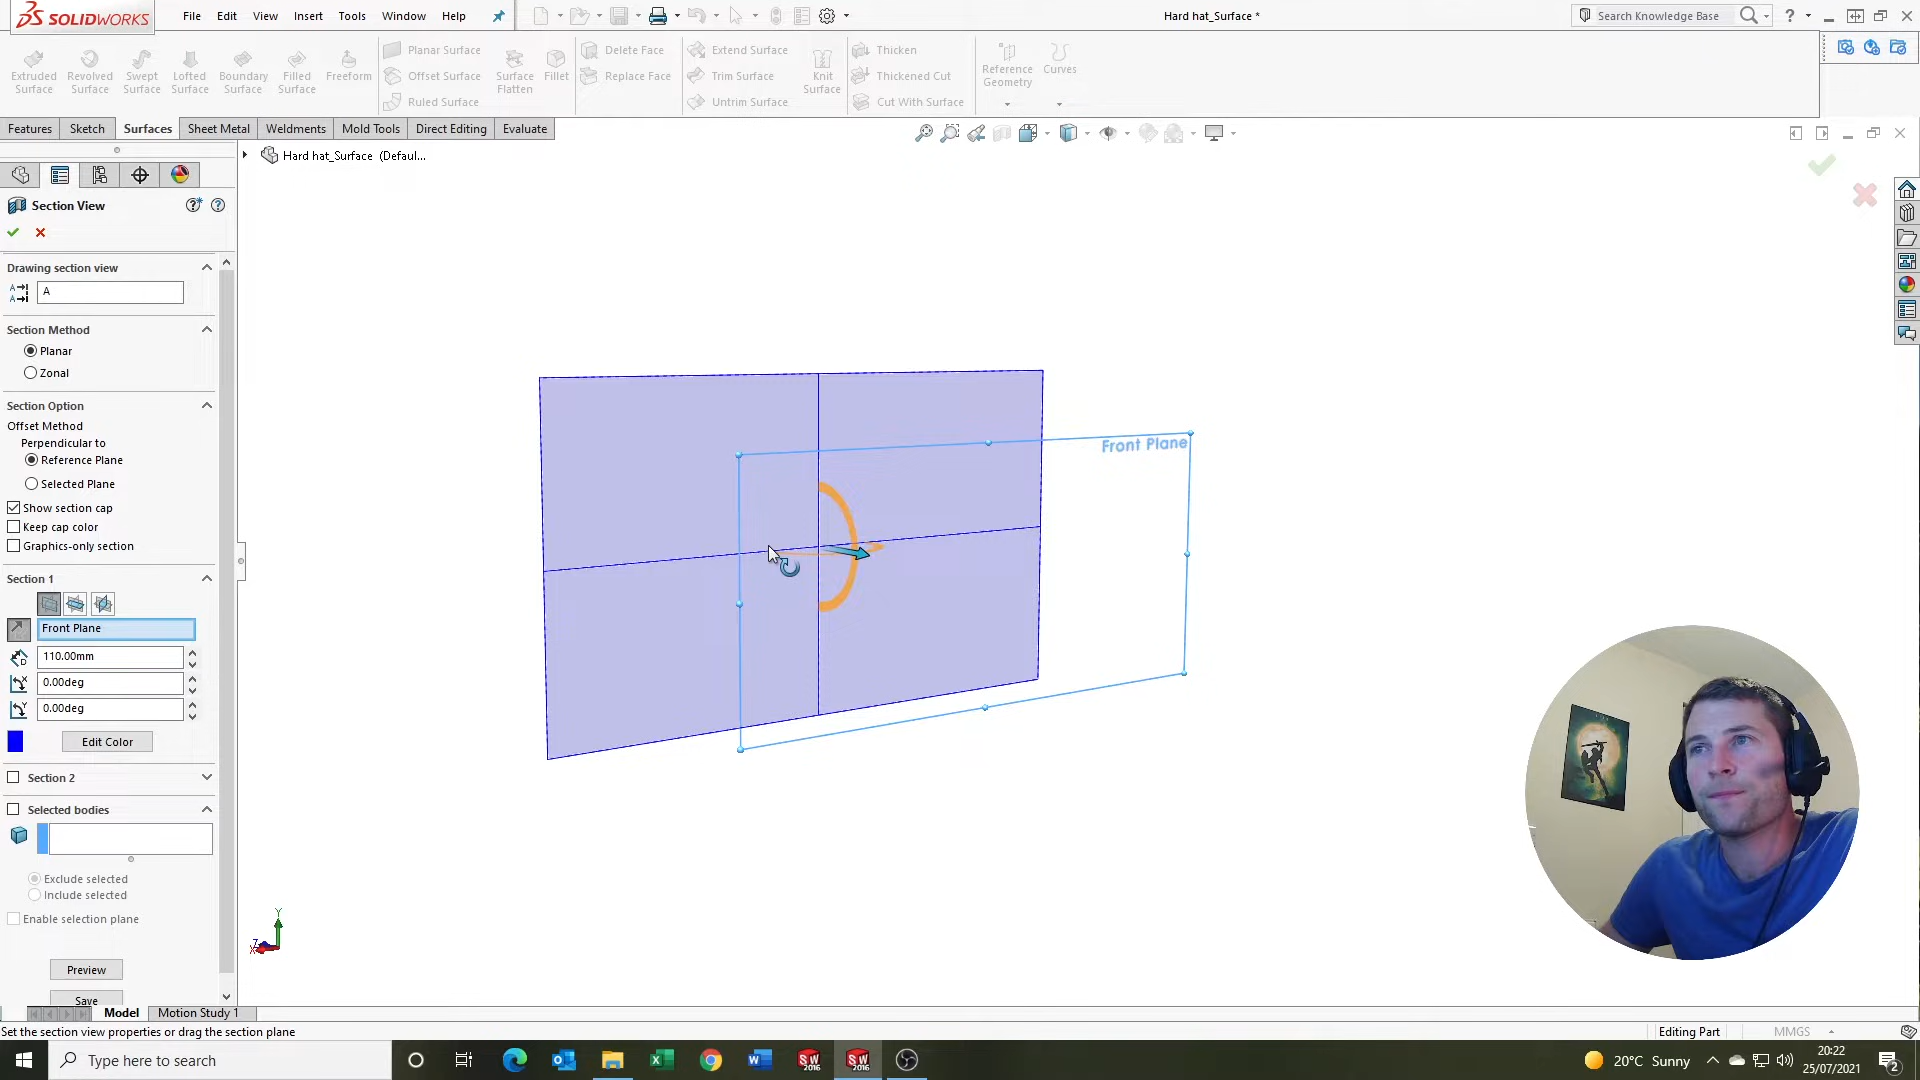 SOLIDWORKS File Edit View Insert Tools Window Help Hard hat_Surface * Search Knowledge Base
Extruded Surface Revolved Surface Swept Surface Lofted Surface Boundary Surface Filled Surface Freeform
Planar Surface
Offset Surface
Ruled Surface
Surface Flatten Fillet
Delete Face
Replace Face
Extend Surface
Trim Surface
Untrim Surface
Knit Surface
Thicken
Thickened Cut
Cut With Surface
Reference Geometry Curves
Features Sketch Surfaces Sheet Metal Weldments Mold Tools Direct Editing Evaluate
Hard hat_Surface (Defaul...
Section View
Drawing section view
A
Section Method
Planar
Zonal
Section Option
Offset Method
Perpendicular to
Reference Plane
Selected Plane
Show section cap
Keep cap color
Graphics-only section
Section 1
Front Plane
110.00mm
0.00deg
0.00deg
Edit Color
Section 2
Selected bodies
Exclude selected
Include selected
Enable selection plane
Preview
Save
Front Plane
Y
Z
X
Model Motion Study 1
Set the section view properties or drag the section plane Editing Part MMGS
Type here to search
SW 2016 SW 2016
20°C Sunny
20:22
25/07/2021
2